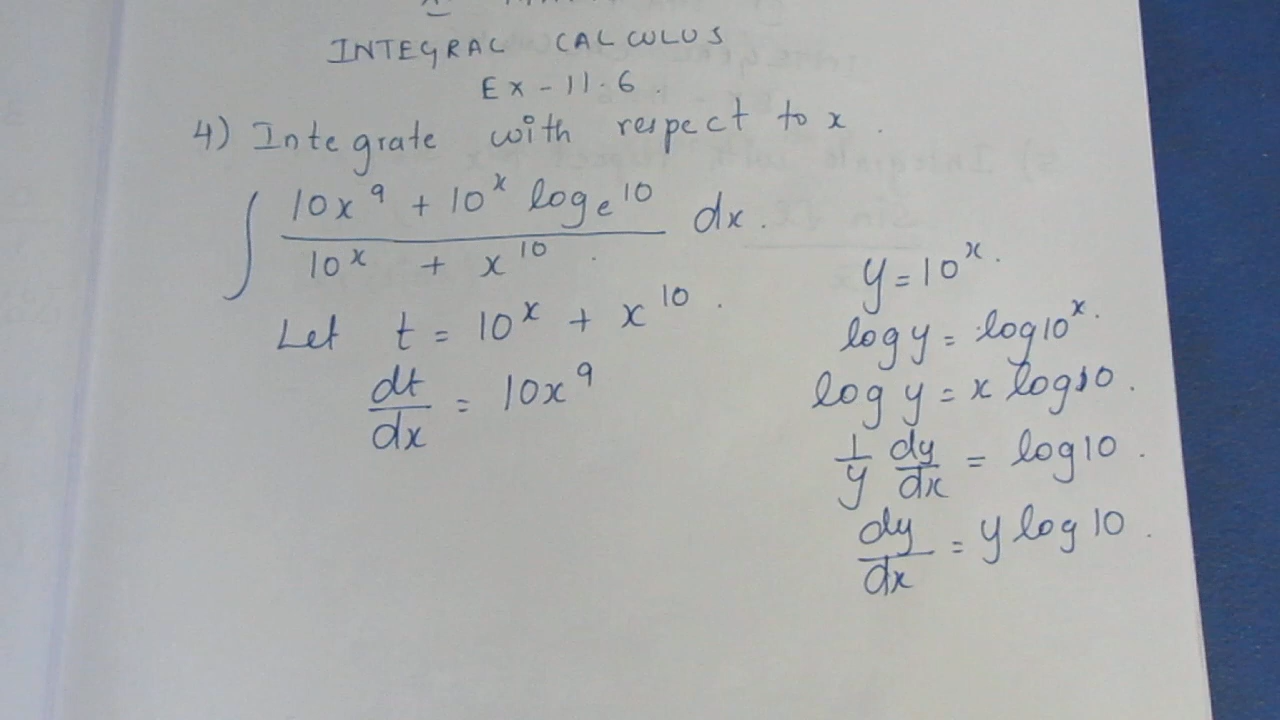 INTEGRAL CALCULUS
Ex - 11.6.
4) Integrate with respect to x.
∫ (10x⁹ + 10ˣ logₑ10) / (10ˣ + x¹⁰) dx.
Let t = 10ˣ + x¹⁰.
dt/dx = 10x⁹
y = 10ˣ.
log y = log 10ˣ.
log y = x log 10.
1/y dy/dx = log 10.
dy/dx = y log 10.